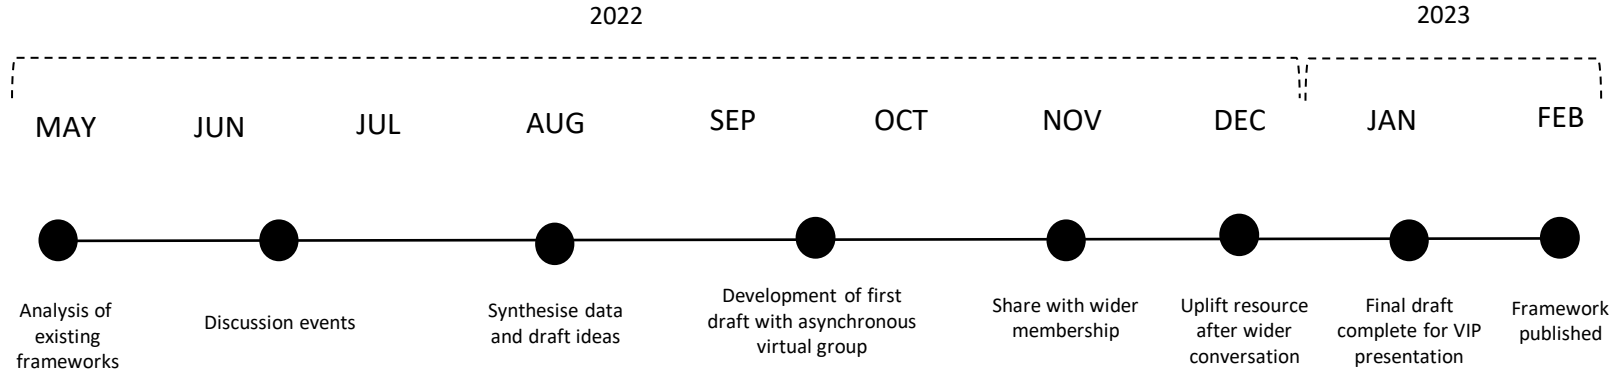 2022
2023
MAY
JUN
JUL
AUG
SEP
OCT
NOV
DEC
JAN
FEB
Analysis of
existing
frameworks
Discussion events
Synthesise data
and draft ideas
Development of first
draft with asynchronous
virtual group
Share with wider
membership
Uplift resource
after wider
conversation
Final draft
complete for VIP
presentation
Framework
published